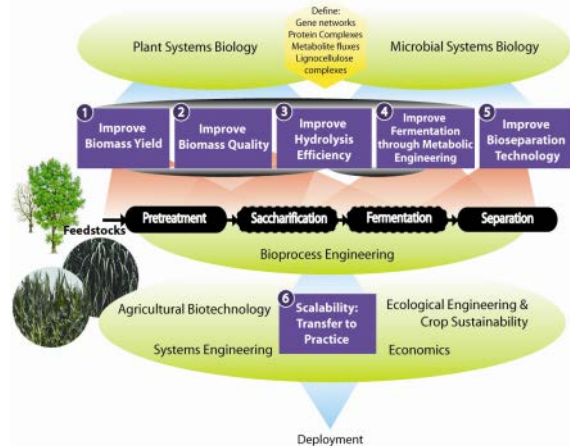 Define:
Gene networks
Protein Complexes
Metabolite fluxes
Lignocellulose
complexes
Plant Systems Biology
Microbial Systems Biology
1
Improve
Biomass Yield
2
Improve
Biomass Quality
3
Improve
Hydrolysis
Efficiency
4
Improve
Fermentation
through Metabolic
Engineering
5
Improve
Bioseparation
Technology
Feedstocks
Pretreatment
Saccharification
Fermentation
Separation
Bioprocess Engineering
Agricultural Biotechnology
6
Scalability:
Transfer to
Practice
Ecological Engineering &
Crop Sustainability
Systems Engineering
Economics
Deployment